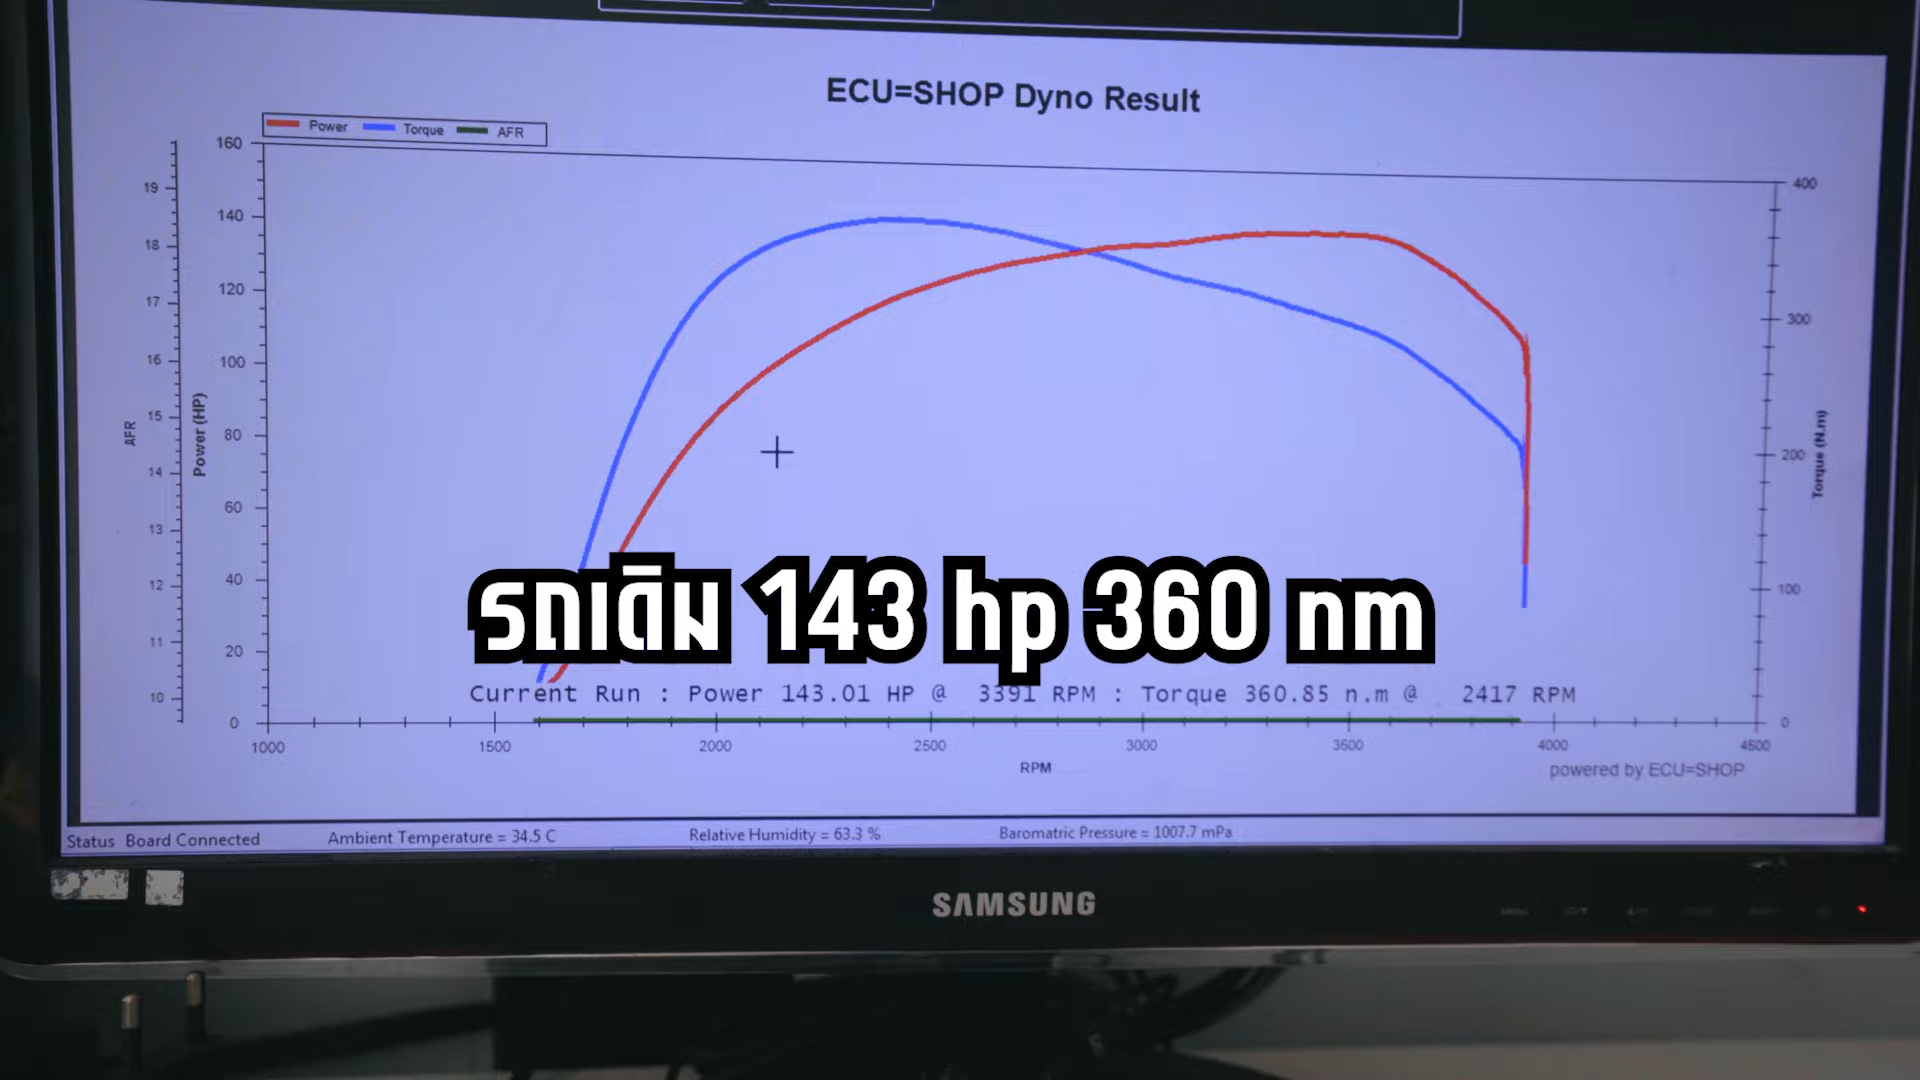 ECU=SHOP Dyno Result
Power Torque AFR
19
18
17
16
15
14
13
12
11
10
AFR
160
140
120
100
80
60
40
20
0
Power (HP)
400
300
200
100
0
Torque (N.m)
รถเดิม 143 hp 360 nm
Current Run : Power 143.01 HP @ 3391 RPM : Torque 360.85 n.m @ 2417 RPM
1000 1500 2000 2500 3000 3500 4000 4500
RPM
powered by ECU=SHOP
Status Board Connected Ambient Temperature = 34.5 C Relative Humidity = 63.3 % Baromatric Pressure = 1007.7 mPa
SAMSUNG